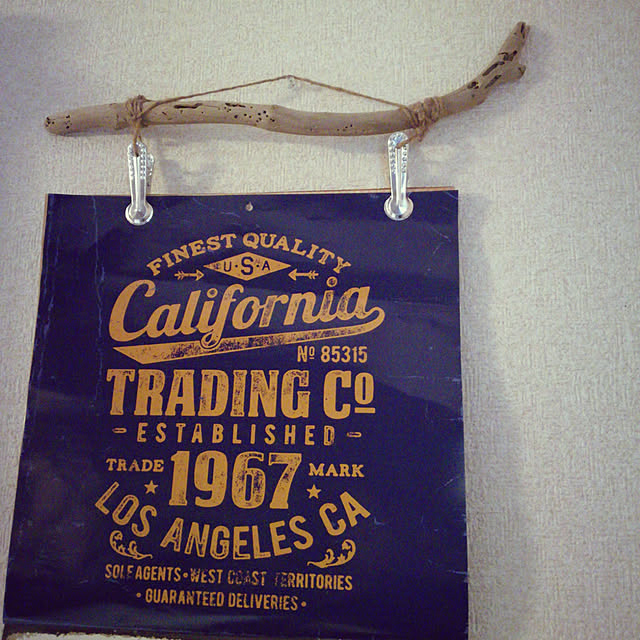 FINEST QUALITY
U·S·A
California
Nº 85315
TRADING Cº
- ESTABLISHED -
TRADE 1967 MARK
LOS ANGELES CA
SOLE AGENTS • WEST COAST TERRITORIES
• GUARANTEED DELIVERIES •